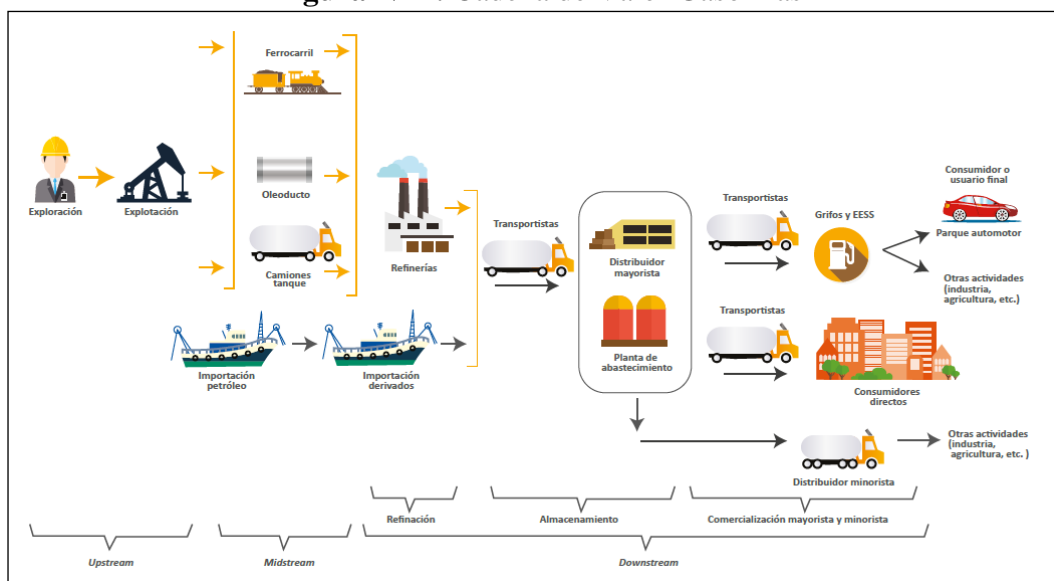 Ferrocarril
Exploración
Explotación
Oleoducto
Camiones
tanque
Importación
petróleo
Importación
derivados
Refinerías
Transportistas
Distribuidor
mayorista
Planta de
abastecimiento
Transportistas
Grifos y EESS
Consumidor o
usuario final
Parque automotor
Otras actividades
(industria,
agricultura, etc.)
Transportistas
Consumidores
directos
Distribuidor minorista
Otras actividades
(industria,
agricultura, etc. )
Refinación
Almacenamiento
Comercialización mayorista y minorista
Upstream
Midstream
Downstream